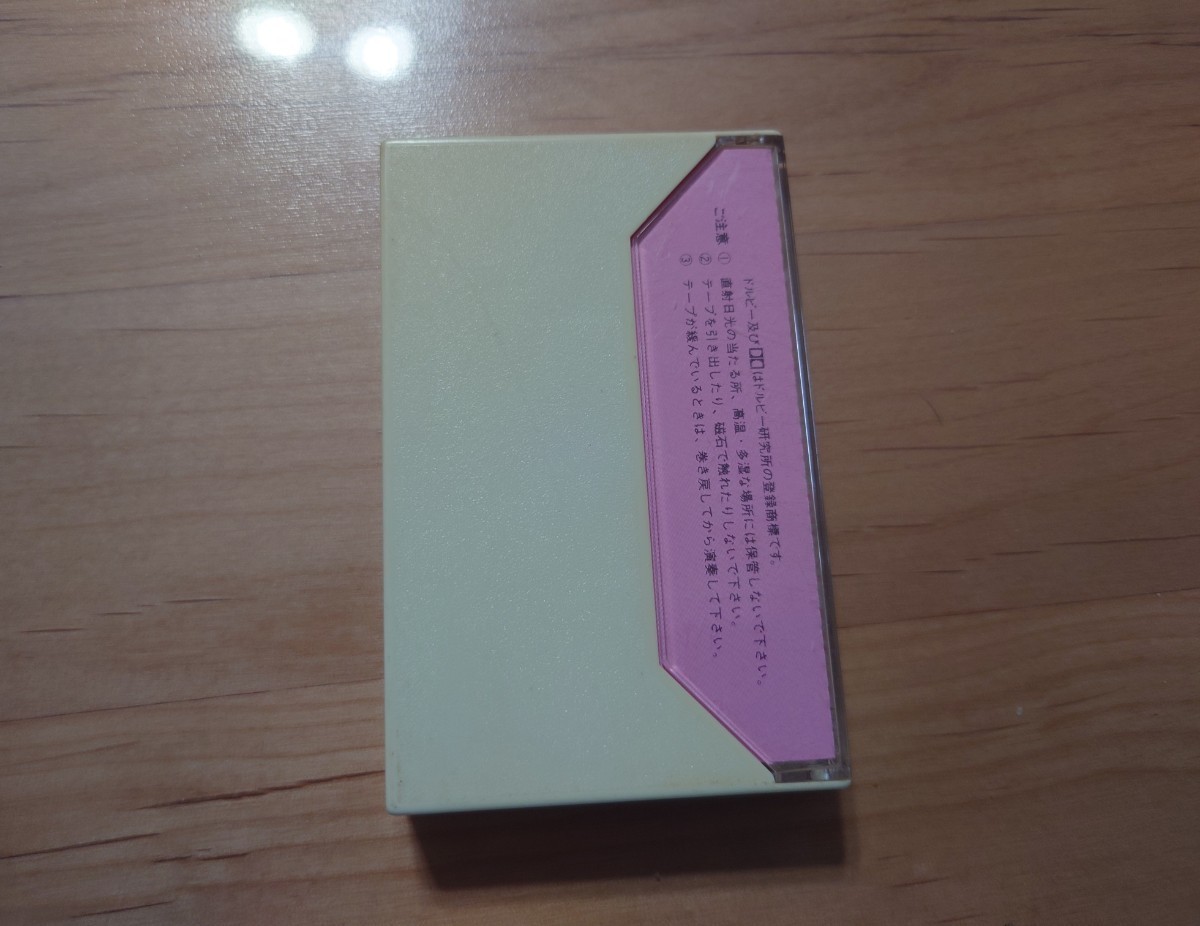 ドルビー及び◫◫はドルビー研究所の登録商標です。
ご注意 ① 直射日光の当たる所、高温・多湿な場所には保管しないで下さい。
② テープを引き出したり、磁石で触れたりしないで下さい。
③ テープが緩んでいるときは、巻き戻してから演奏して下さい。